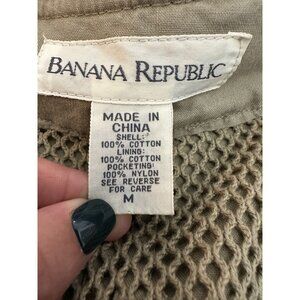 BANANA REPUBLIC
MADE IN
CHINA
SHELL:
100% COTTON
LINING:
100% COTTON
POCKETING:
100% NYLON
SEE REVERSE
FOR CARE
M